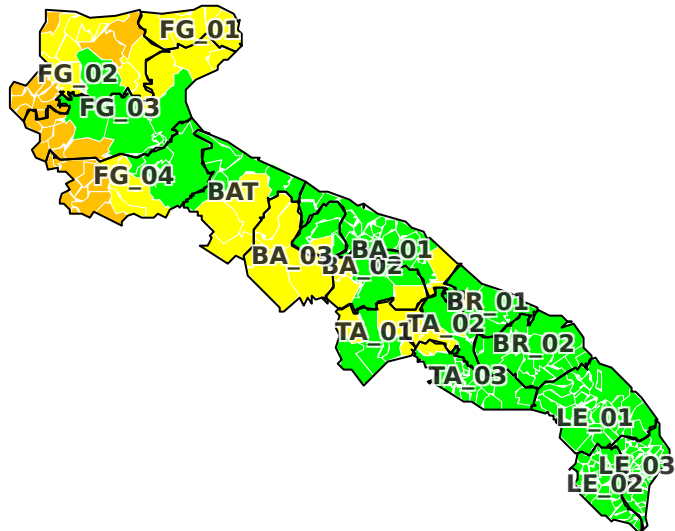 FG_01
FG_02
FG_03
FG_04
BAT
BA_03
BA_01
BA_02
BR_01
TA_02
TA_01
BR_02
TA_03
LE_01
LE_03
LE_02